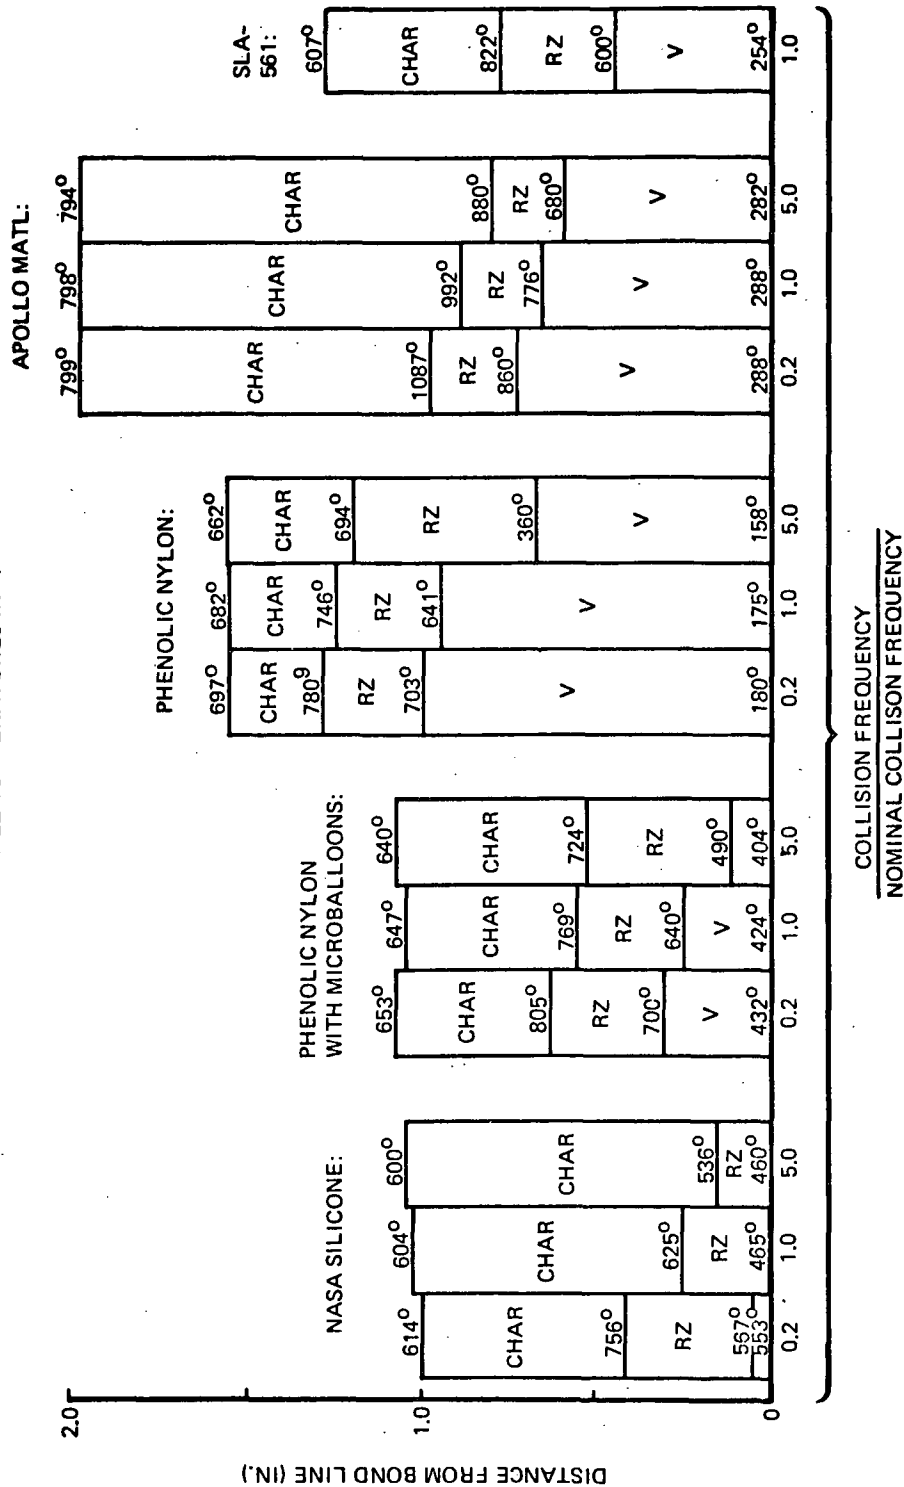 2.0
1.0
0
DISTANCE FROM BOND LINE (IN.)
NASA SILICONE:
614°
CHAR
756°
RZ
567°
553°
0.2
604°
CHAR
625°
RZ
465°
1.0
600°
CHAR
536°
RZ
460°
5.0
PHENOLIC NYLON
WITH MICROBALLOONS:
653°
CHAR
805°
RZ
700°
V
432°
0.2
647°
CHAR
769°
RZ
640°
V
424°
1.0
640°
CHAR
724°
RZ
490°
404°
5.0
PHENOLIC NYLON:
697°
CHAR
780⁹
RZ
703°
V
180°
0.2
682°
CHAR
746°
RZ
641°
V
175°
1.0
662°
CHAR
694°
RZ
360°
V
158°
5.0
APOLLO MATL:
799°
CHAR
1087°
RZ
860°
V
288°
0.2
798°
CHAR
992°
RZ
776°
V
288°
1.0
794°
CHAR
880°
RZ
680°
V
282°
5.0
SLA-
561:
607°
CHAR
822°
RZ
600°
V
254°
1.0
COLLISION FREQUENCY
NOMINAL COLLISON FREQUENCY